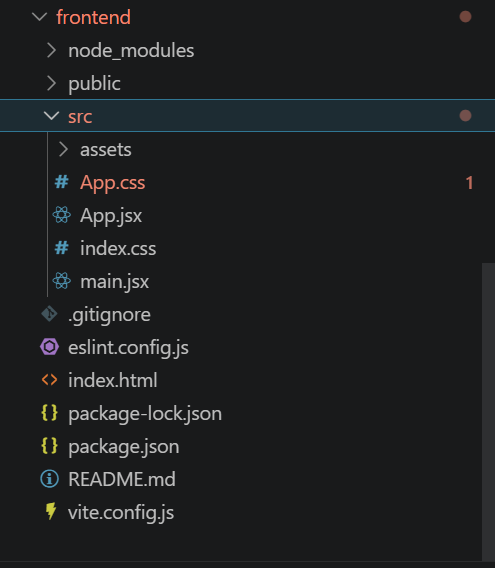 frontend
node_modules
public
src
assets
# App.css 1
App.jsx
# index.css
main.jsx
.gitignore
eslint.config.js
<> index.html
{} package-lock.json
{} package.json
README.md
vite.config.js